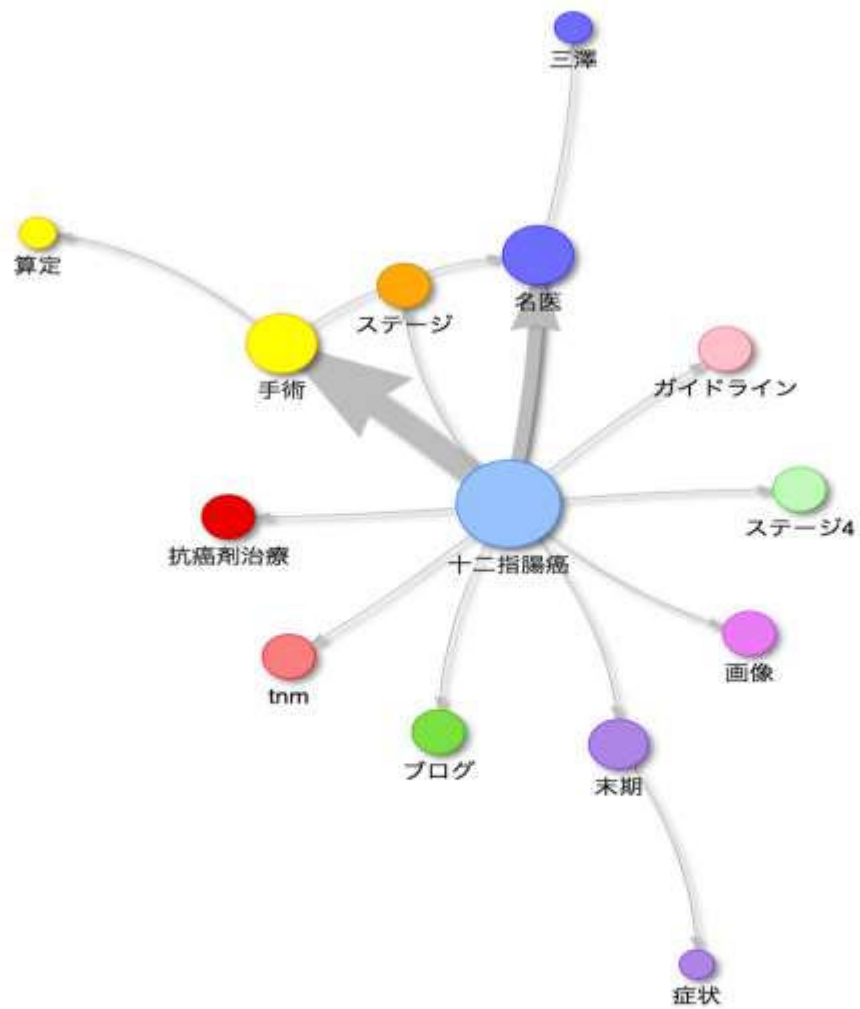 三澤
算定
名医
ステージ
手術
ガイドライン
ステージ4
抗癌剤治療
十二指腸癌
画像
tnm
ブログ
末期
症状